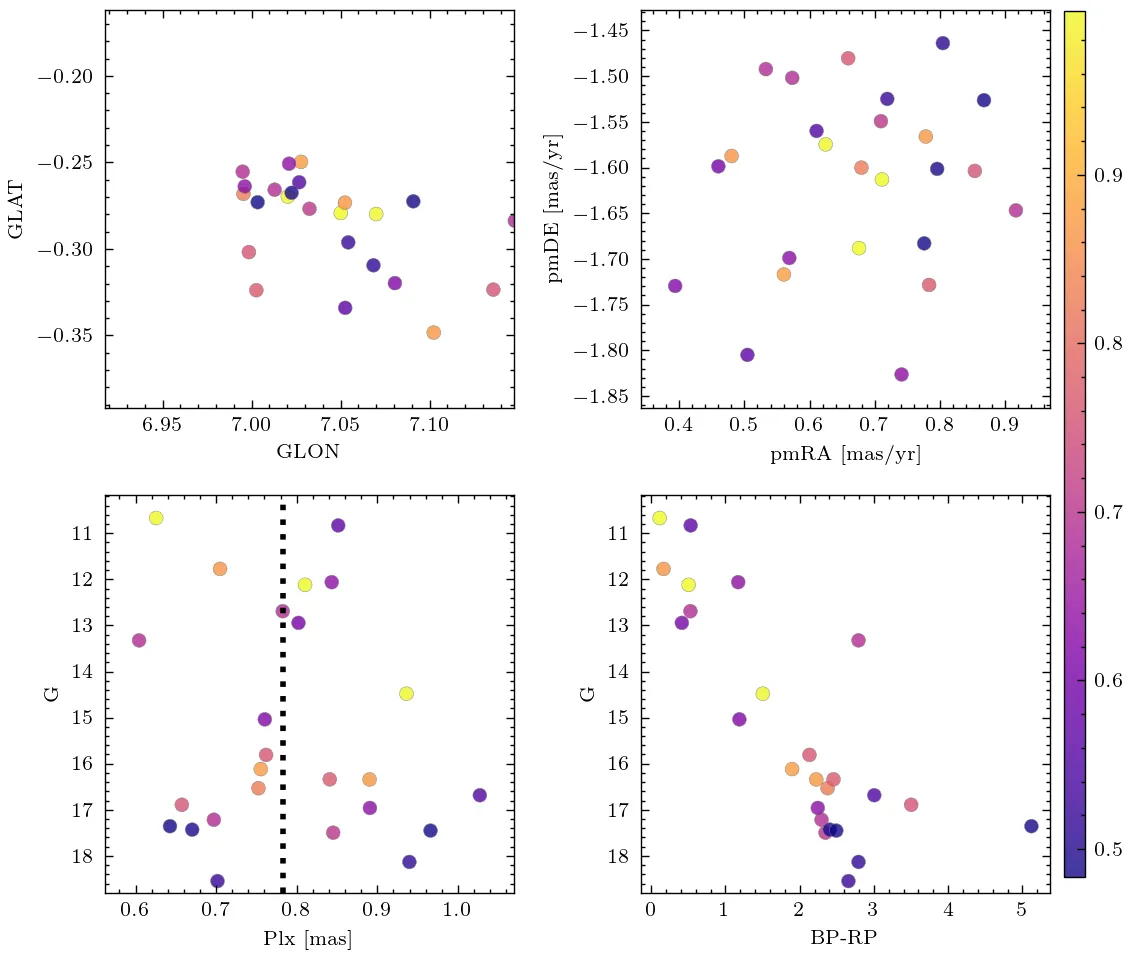 −0.20
−0.25
−0.30
−0.35
GLAT
6.95 7.00 7.05 7.10
GLON
−1.45
−1.50
−1.55
−1.60
−1.65
−1.70
−1.75
−1.80
−1.85
pmDE [mas/yr]
0.4 0.5 0.6 0.7 0.8 0.9
pmRA [mas/yr]
11
12
13
14
15
16
17
18
G
0.6 0.7 0.8 0.9 1.0
Plx [mas]
11
12
13
14
15
16
17
18
G
0 1 2 3 4 5
BP-RP
0.9
0.8
0.7
0.6
0.5